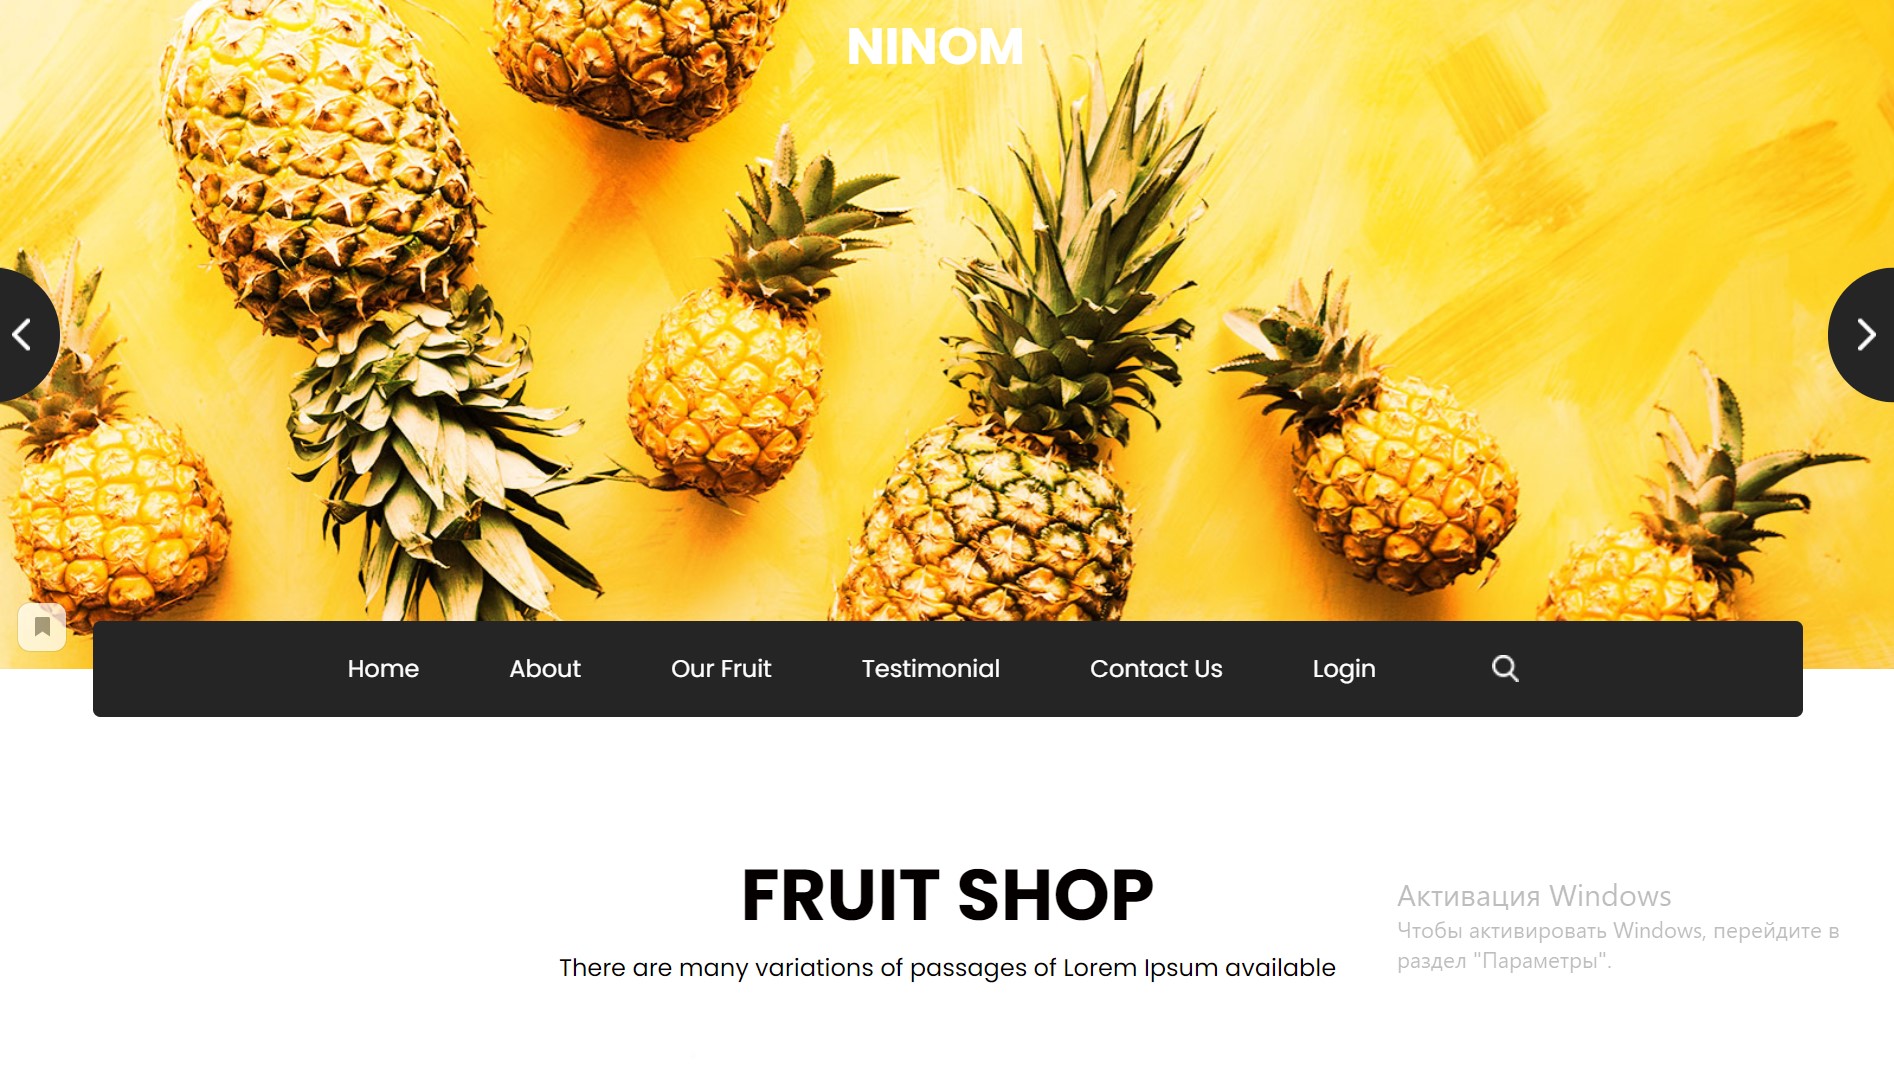 NINOM
Home About Our Fruit Testimonial Contact Us Login
FRUIT SHOP
There are many variations of passages of Lorem Ipsum available
Активация Windows
Чтобы активировать Windows, перейдите в
раздел "Параметры".